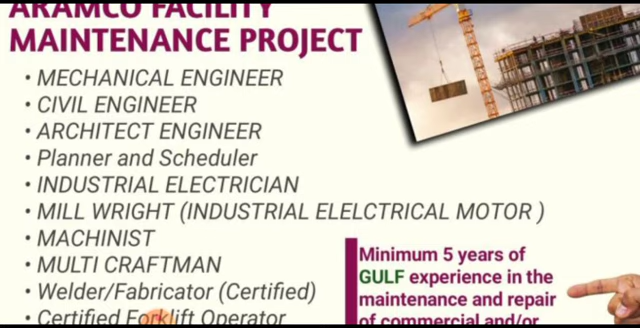 ARAMCO FACILITY
MAINTENANCE PROJECT
• MECHANICAL ENGINEER
• CIVIL ENGINEER
• ARCHITECT ENGINEER
• Planner and Scheduler
• INDUSTRIAL ELECTRICIAN
• MILL WRIGHT (INDUSTRIAL ELELCTRICAL MOTOR )
• MACHINIST
• MULTI CRAFTMAN
• Welder/Fabricator (Certified)
• Certified Forklift Operator
Minimum 5 years of
GULF experience in the
maintenance and repair
of commercial and/or